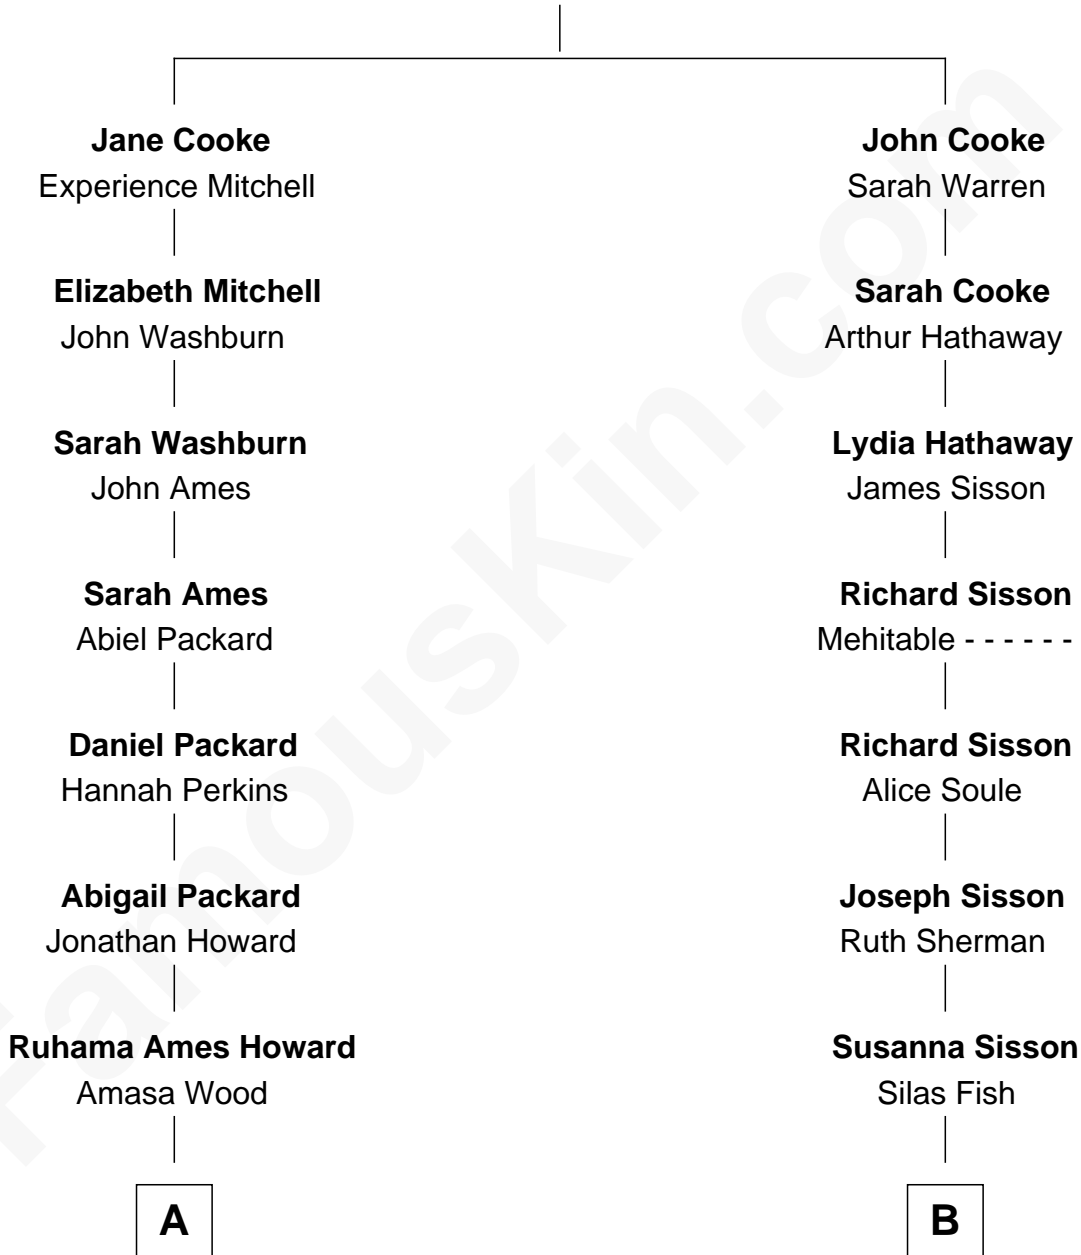 Jane Cooke
Experience Mitchell
Elizabeth Mitchell
John Washburn
Sarah Washburn
John Ames
Sarah Ames
Abiel Packard
Daniel Packard
Hannah Perkins
Abigail Packard
Jonathan Howard
Ruhama Ames Howard
Amasa Wood
A
John Cooke
Sarah Warren
Sarah Cooke
Arthur Hathaway
Lydia Hathaway
James Sisson
Richard Sisson
Mehitable - - - - - -
Richard Sisson
Alice Soule
Joseph Sisson
Ruth Sherman
Susanna Sisson
Silas Fish
B
FamousKin.com